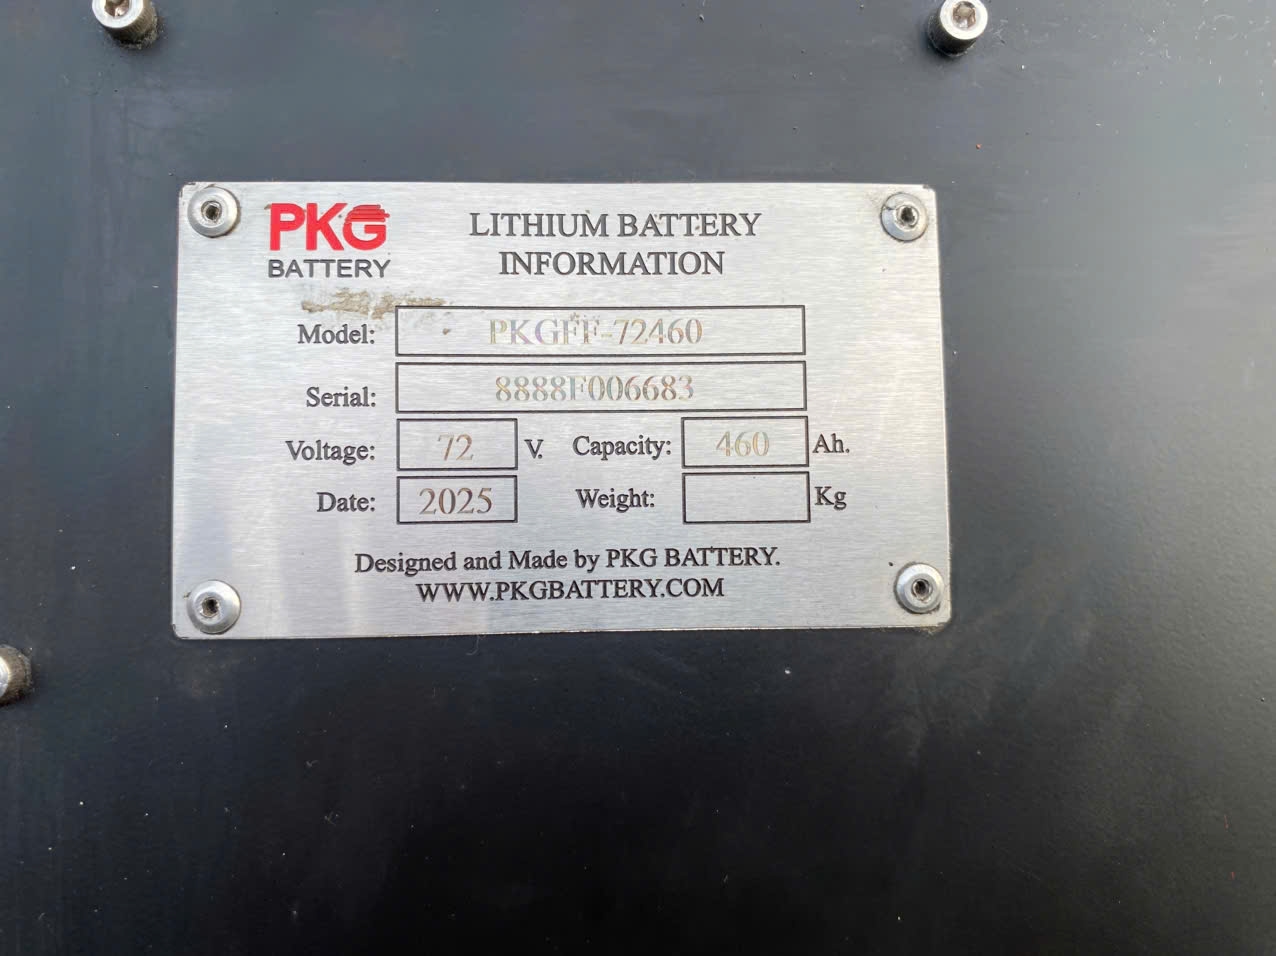 PKG
BATTERY
LITHIUM BATTERY
INFORMATION
Model: PKGFF-72460
Serial: 8888F006683
Voltage: 72 V. Capacity: 460 Ah.
Date: 2025 Weight: Kg
Designed and Made by PKG BATTERY.
WWW.PKGBATTERY.COM